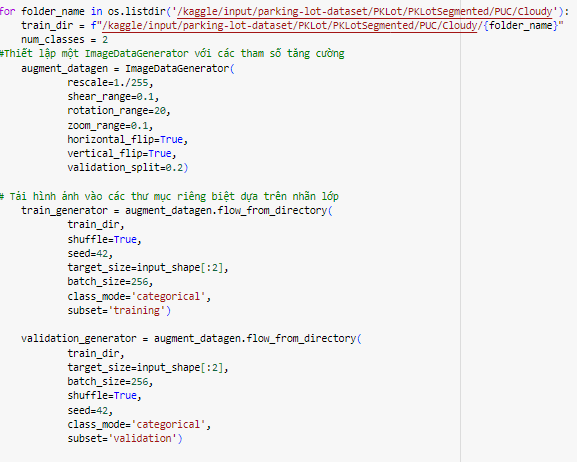 for folder_name in os.listdir('/kaggle/input/parking-lot-dataset/PKLot/PKLotSegmented/PUC/Cloudy'):
    train_dir = f"/kaggle/input/parking-lot-dataset/PKLot/PKLotSegmented/PUC/Cloudy/{folder_name}"
    num_classes = 2
#Thiết lập một ImageDataGenerator với các tham số tăng cường
    augment_datagen = ImageDataGenerator(
            rescale=1./255,
            shear_range=0.1,
            rotation_range=20,
            zoom_range=0.1,
            horizontal_flip=True,
            vertical_flip=True,
            validation_split=0.2)

# Tải hình ảnh vào các thư mục riêng biệt dựa trên nhãn lớp
    train_generator = augment_datagen.flow_from_directory(
            train_dir,
            shuffle=True,
            seed=42,
            target_size=input_shape[:2],
            batch_size=256,
            class_mode='categorical',
            subset='training')

    validation_generator = augment_datagen.flow_from_directory(
            train_dir,
            target_size=input_shape[:2],
            batch_size=256,
            shuffle=True,
            seed=42,
            class_mode='categorical',
            subset='validation')